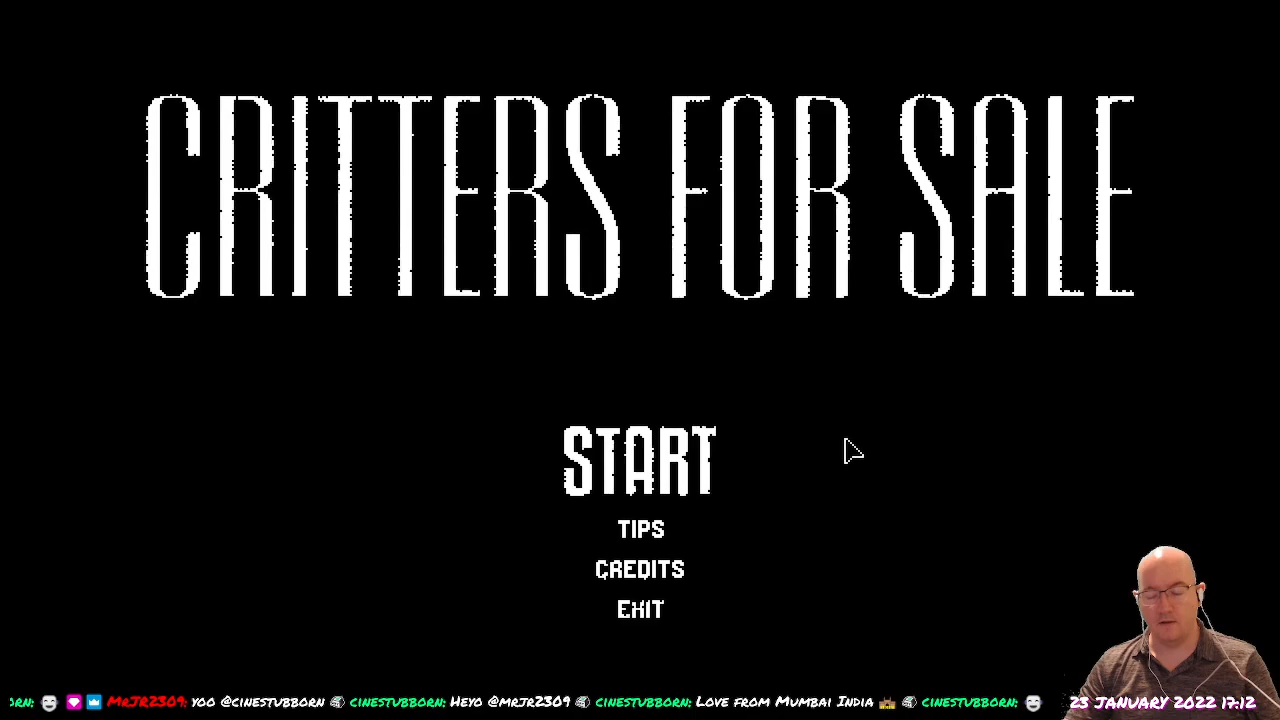 CRITTERS FOR SALE
START
TIPS
CREDITS
EXIT
ORN: MRJR2309: YOO @CINESTUBBORN CINESTUBBORN: HEYO @MRJR2309 CINESTUBBORN: LOVE FROM MUMBAI INDIA CINESTUBBORN: 23 JANUARY 2022 17:12